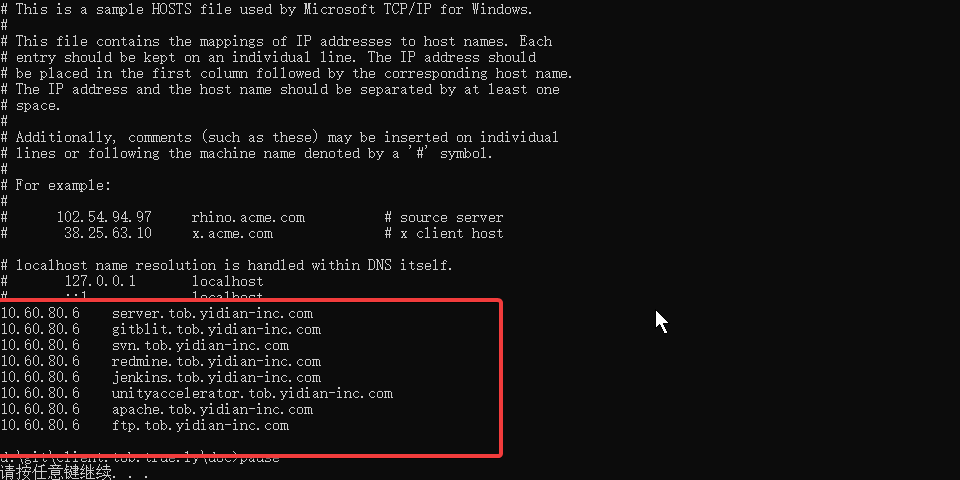 # This is a sample HOSTS file used by Microsoft TCP/IP for Windows.
#
# This file contains the mappings of IP addresses to host names. Each
# entry should be kept on an individual line. The IP address should
# be placed in the first column followed by the corresponding host name.
# The IP address and the host name should be separated by at least one
# space.
#
# Additionally, comments (such as these) may be inserted on individual
# lines or following the machine name denoted by a '#' symbol.
#
# For example:
#
#      102.54.94.97     rhino.acme.com          # source server
#       38.25.63.10     x.acme.com              # x client host

# localhost name resolution is handled within DNS itself.
#       127.0.0.1       localhost
#       ::1             localhost
10.60.80.6    server.tob.yidian-inc.com
10.60.80.6    gitblit.tob.yidian-inc.com
10.60.80.6    svn.tob.yidian-inc.com
10.60.80.6    redmine.tob.yidian-inc.com
10.60.80.6    jenkins.tob.yidian-inc.com
10.60.80.6    unityaccelerator.tob.yidian-inc.com
10.60.80.6    apache.tob.yidian-inc.com
10.60.80.6    ftp.tob.yidian-inc.com

d:\git\client.tob.true.ly\doc>pause
请按任意键继续. . .